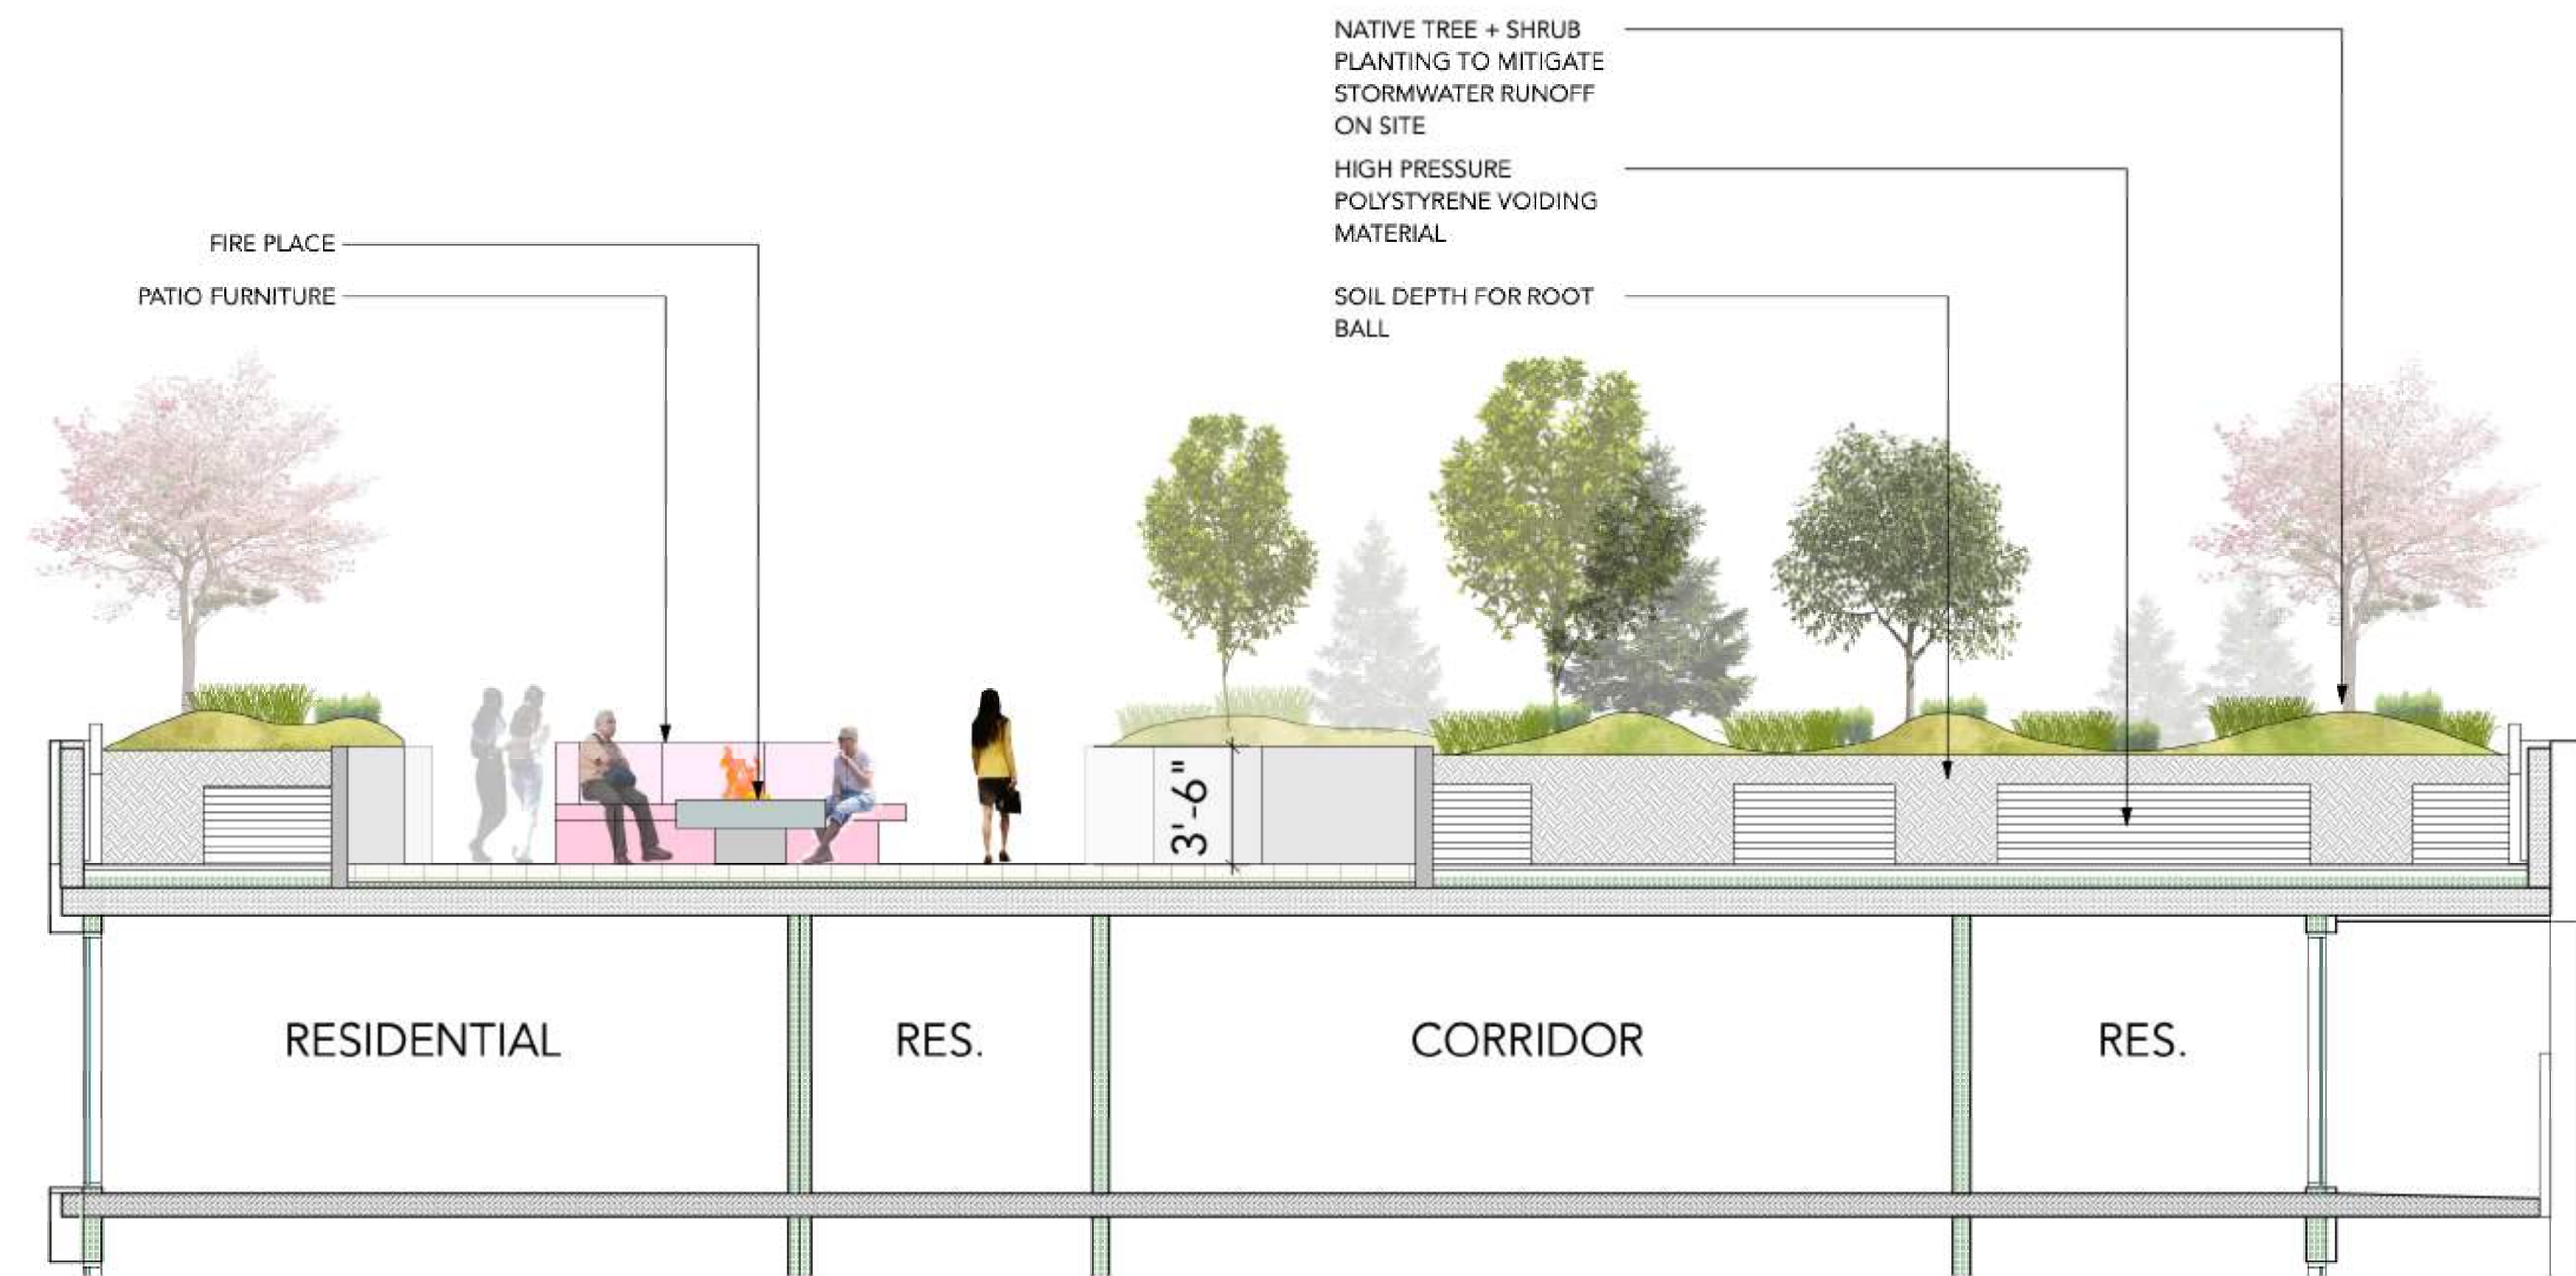 NATIVE TREE + SHRUB
PLANTING TO MITIGATE
STORMWATER RUNOFF
ON SITE
HIGH PRESSURE
POLYSTYRENE VOIDING
MATERIAL
FIRE PLACE
PATIO FURNITURE
SOIL DEPTH FOR ROOT
BALL
3'-6"
RESIDENTIAL
RES.
CORRIDOR
RES.